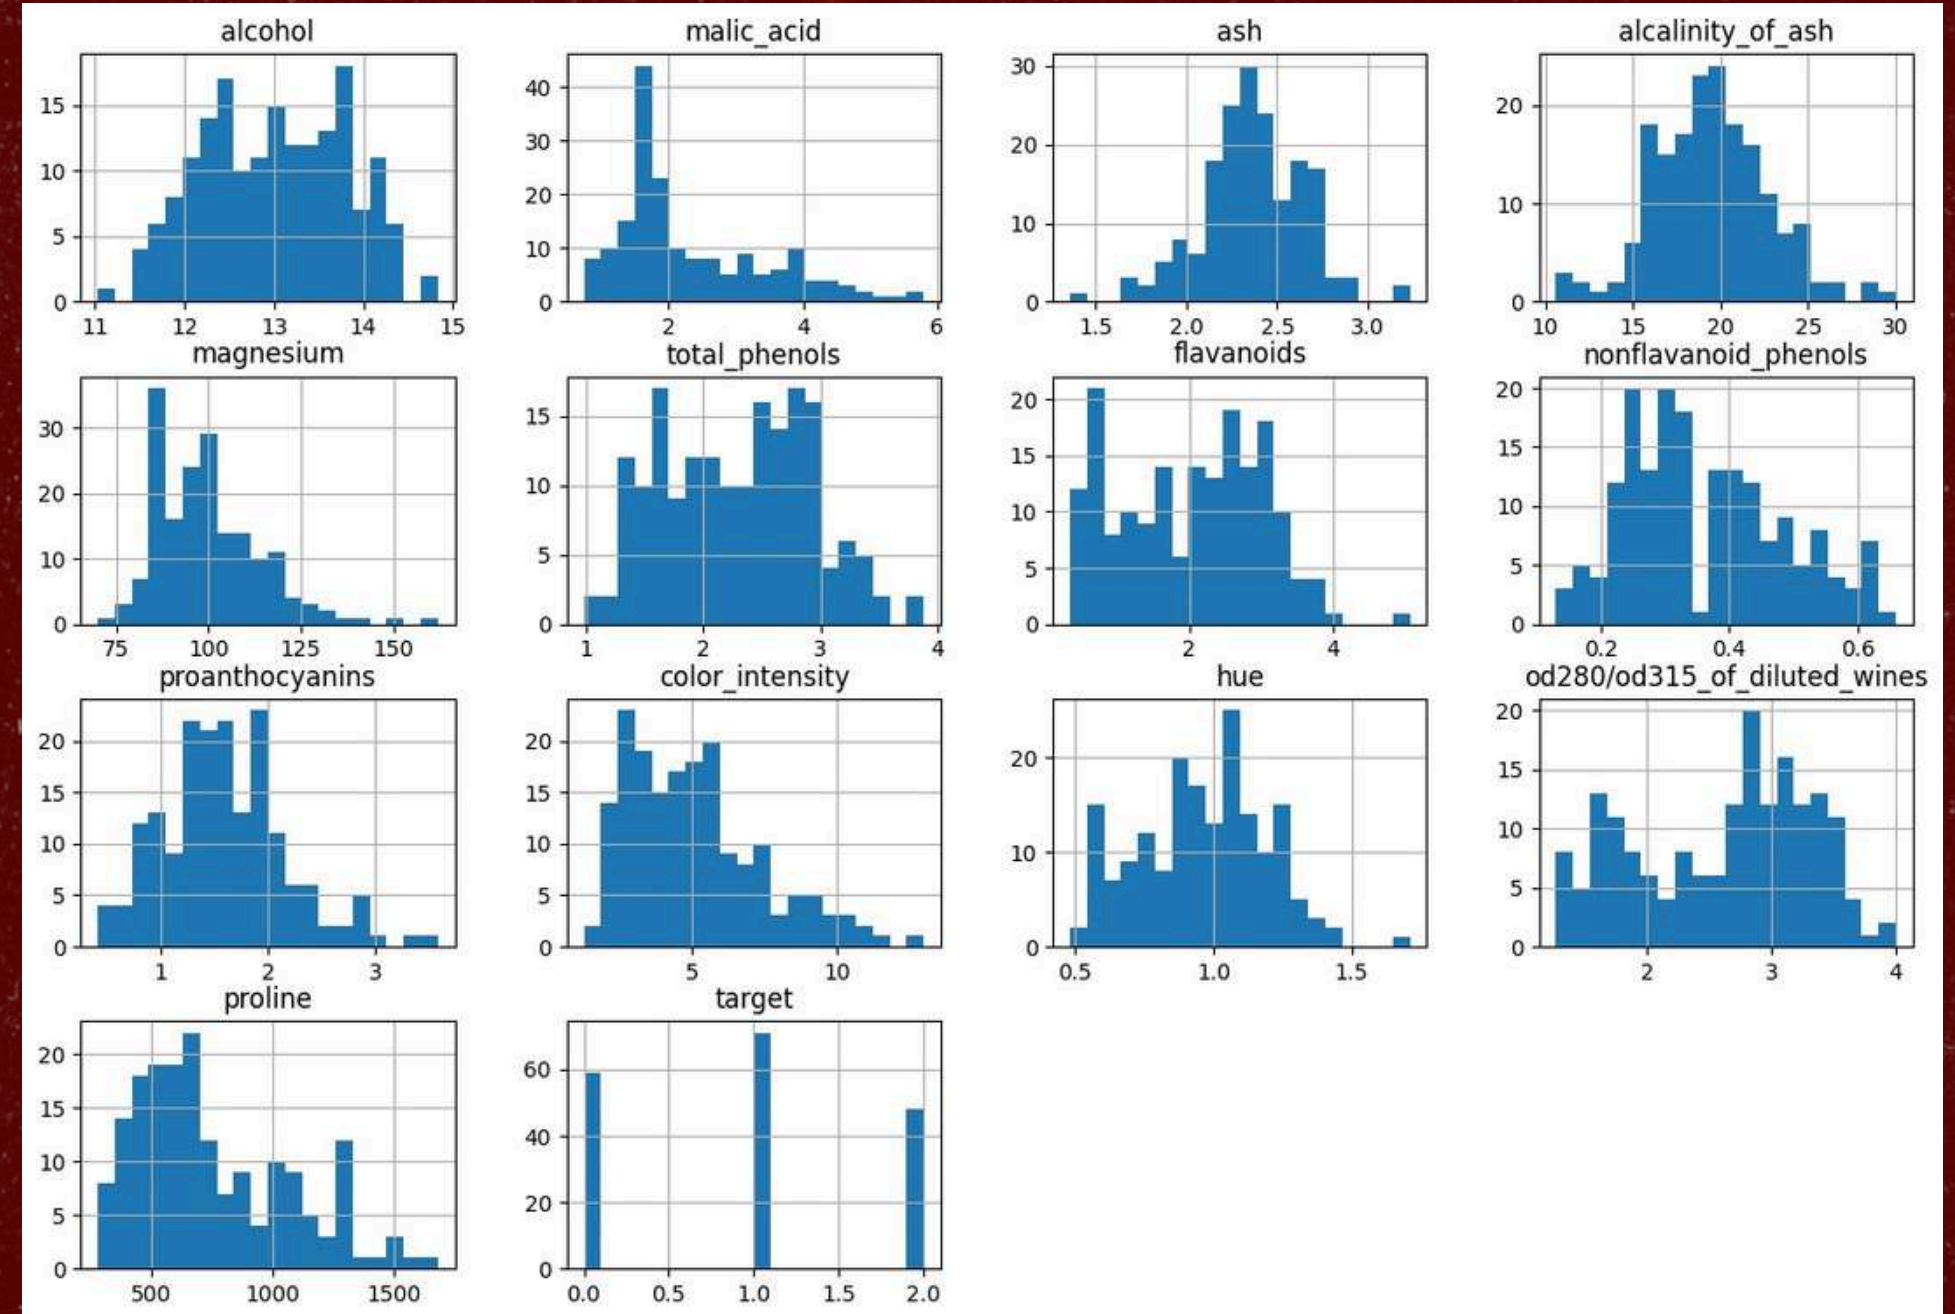 alcohol
malic_acid
ash
alcalinity_of_ash
15
10
5
0
11 12 13 14 15
40
30
20
10
0
2 4 6
30
20
10
0
1.5 2.0 2.5 3.0
20
10
0
10 15 20 25 30
magnesium
total_phenols
flavanoids
nonflavanoid_phenols
30
20
10
0
75 100 125 150
15
10
5
0
1 2 3 4
20
15
10
5
0
2 4
20
15
10
5
0
0.2 0.4 0.6
proanthocyanins
color_intensity
hue
od280/od315_of_diluted_wines
20
15
10
5
0
1 2 3
20
15
10
5
0
5 10
20
10
0
0.5 1.0 1.5
20
15
10
5
0
2 3 4
proline
target
20
15
10
5
0
500 1000 1500
60
40
20
0
0.0 0.5 1.0 1.5 2.0